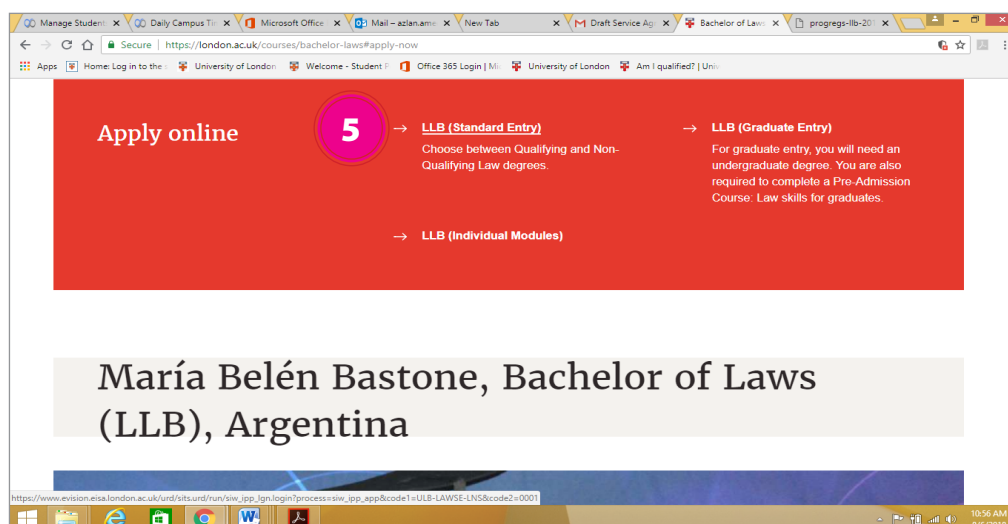 Manage Student
Daily Campus Tim
Microsoft Office
Mail – azlan.ame
New Tab
Draft Service Ag
Bachelor of Laws
progregs-llb-201
Secure | https://london.ac.uk/courses/bachelor-laws#apply-now
Apps
Home: Log in to the
University of London
Welcome - Student P
Office 365 Login | Mi
University of London
Am I qualified? | Univ
Apply online
5
→ LLB (Standard Entry)
Choose between Qualifying and Non-
Qualifying Law degrees.
→ LLB (Graduate Entry)
For graduate entry, you will need an
undergraduate degree. You are also
required to complete a Pre-Admission
Course: Law skills for graduates.
→ LLB (Individual Modules)
María Belén Bastone, Bachelor of Laws
(LLB), Argentina
https://www.evision.eisa.london.ac.uk/urd/sits.urd/run/siw_ipp_lgn.login?process=siw_ipp_app&code1=ULB-LAWSE-LNS&code2=0001
10:56 AM